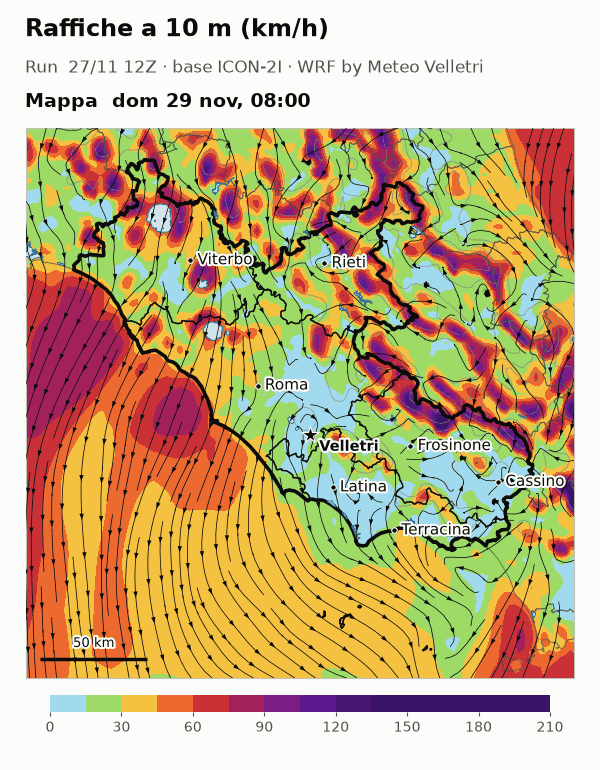 Raffiche a 10 m (km/h)
Run  27/11 12Z · base ICON-2I · WRF by Meteo Velletri
Mappa  dom 29 nov, 08:00
Viterbo
Rieti
Roma
Velletri
Frosinone
Latina
Cassino
Terracina
50 km
0 30 60 90 120 150 180 210